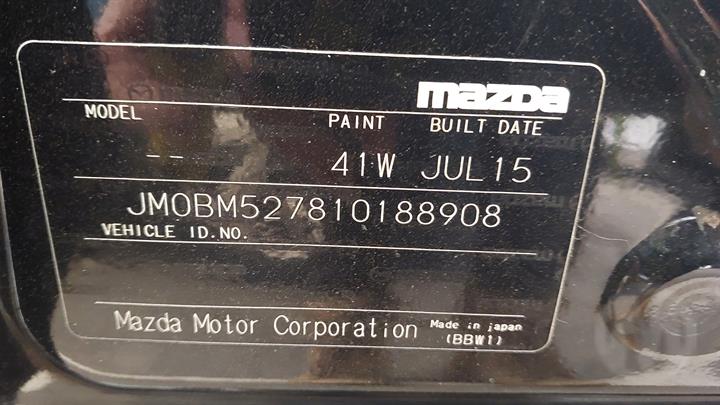 mazda
MODEL PAINT BUILT DATE
-- 41W JUL15
JM0BM527810188908
VEHICLE ID.NO.
Mazda Motor Corporation Made in japan
(BBW1)